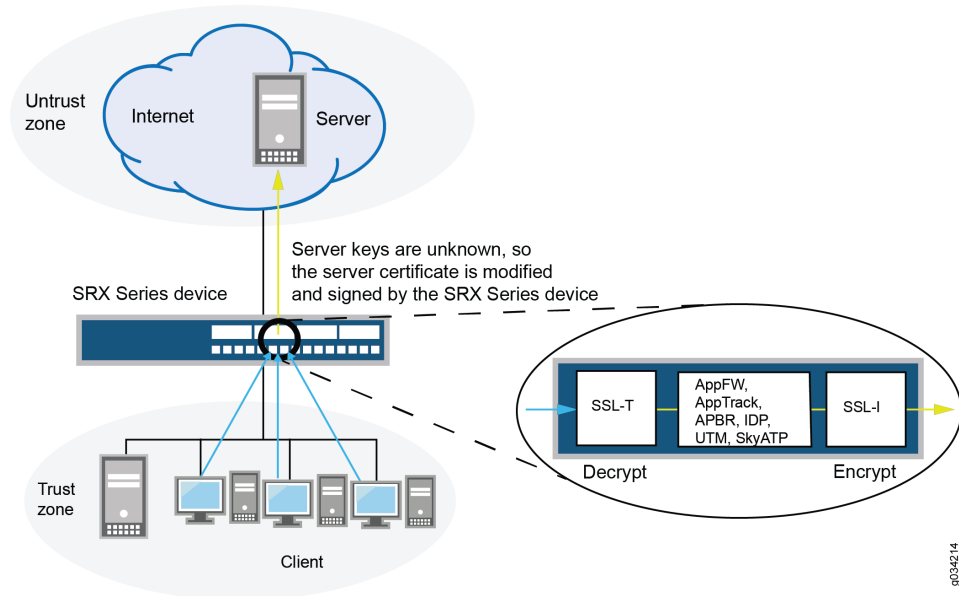 Untrust
zone
Internet
Server
Server keys are unknown, so
the server certificate is modified
and signed by the SRX Series device
SRX Series device
SSL-T
AppFW,
AppTrack,
APBR, IDP,
UTM, SkyATP
SSL-I
Decrypt
Encrypt
Trust
zone
Client
g034214